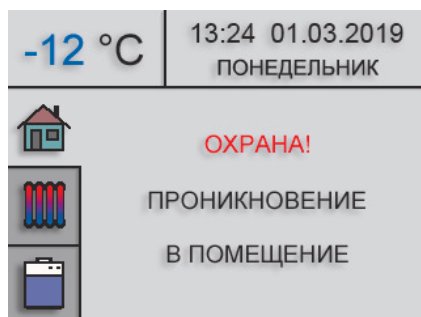 -12 °C
13:24 01.03.2019
ПОНЕДЕЛЬНИК
ОХРАНА!
ПРОНИКНОВЕНИЕ
В ПОМЕЩЕНИЕ